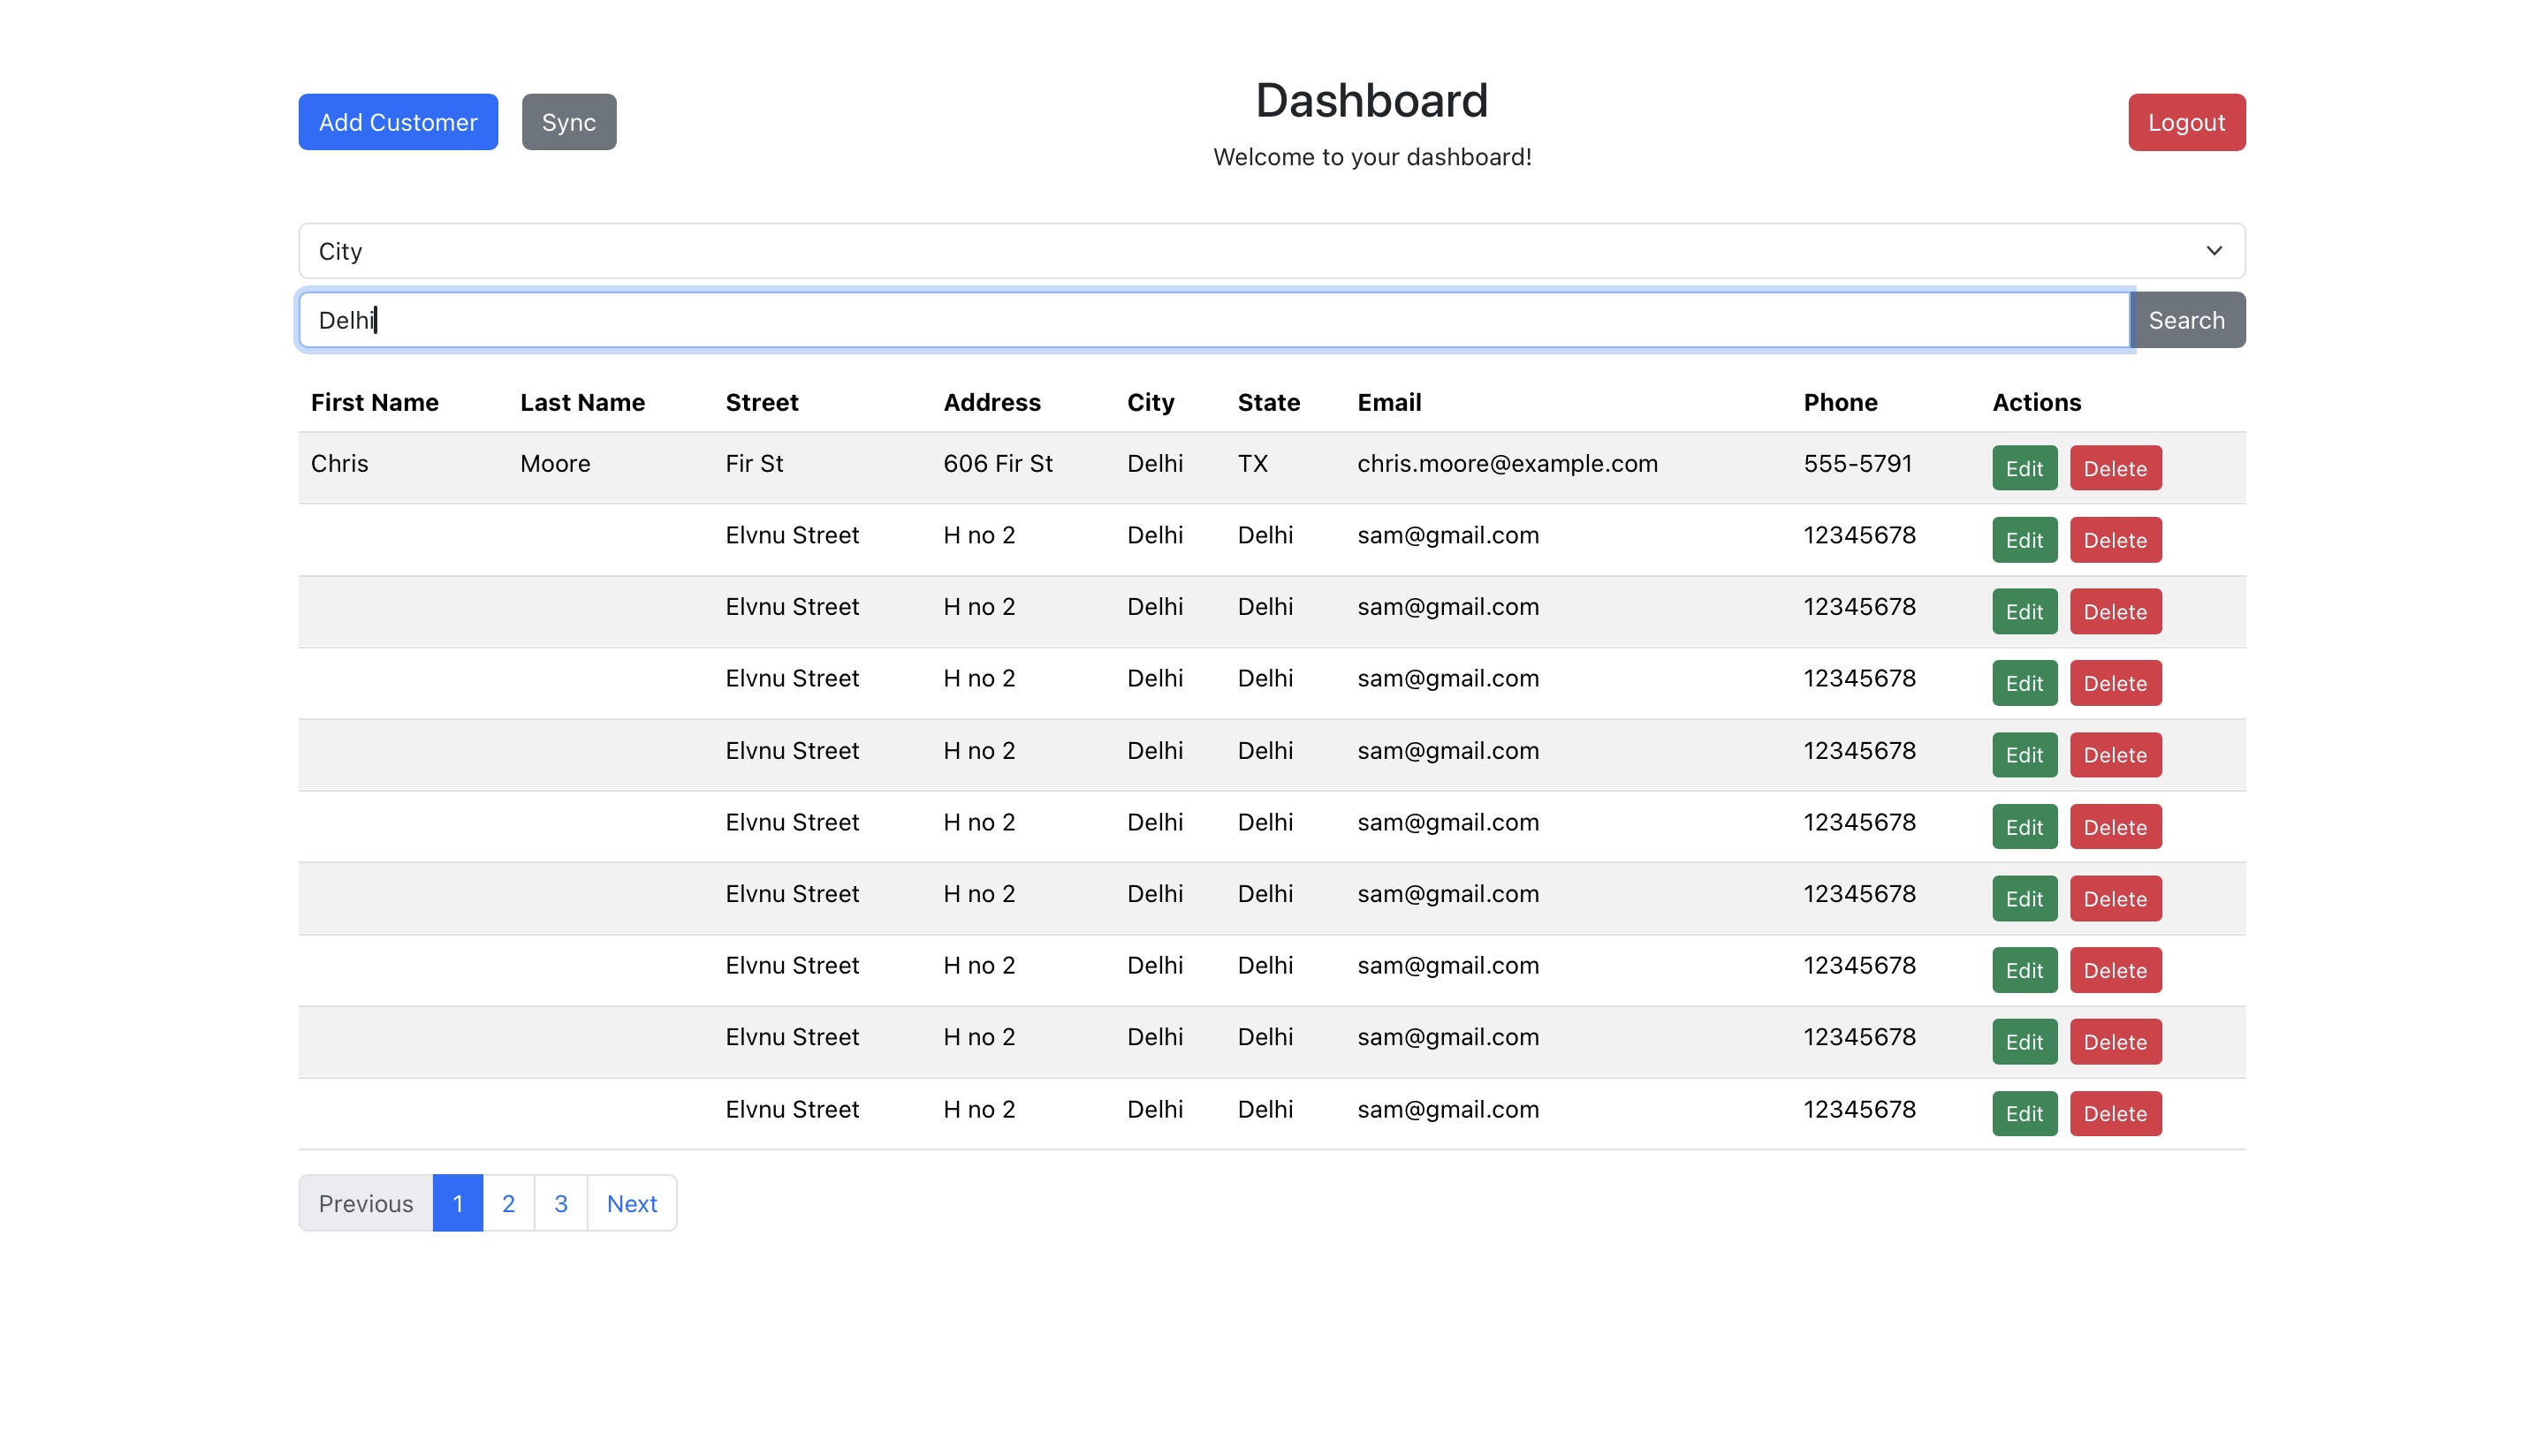 Add Customer Sync Dashboard Logout
Welcome to your dashboard!
City
Delhi Search
First Name Last Name Street Address City State Email Phone Actions
Chris Moore Fir St 606 Fir St Delhi TX chris.moore@example.com 555-5791 Edit Delete
Elvnu Street H no 2 Delhi Delhi sam@gmail.com 12345678 Edit Delete
Elvnu Street H no 2 Delhi Delhi sam@gmail.com 12345678 Edit Delete
Elvnu Street H no 2 Delhi Delhi sam@gmail.com 12345678 Edit Delete
Elvnu Street H no 2 Delhi Delhi sam@gmail.com 12345678 Edit Delete
Elvnu Street H no 2 Delhi Delhi sam@gmail.com 12345678 Edit Delete
Elvnu Street H no 2 Delhi Delhi sam@gmail.com 12345678 Edit Delete
Elvnu Street H no 2 Delhi Delhi sam@gmail.com 12345678 Edit Delete
Elvnu Street H no 2 Delhi Delhi sam@gmail.com 12345678 Edit Delete
Elvnu Street H no 2 Delhi Delhi sam@gmail.com 12345678 Edit Delete
Previous 1 2 3 Next